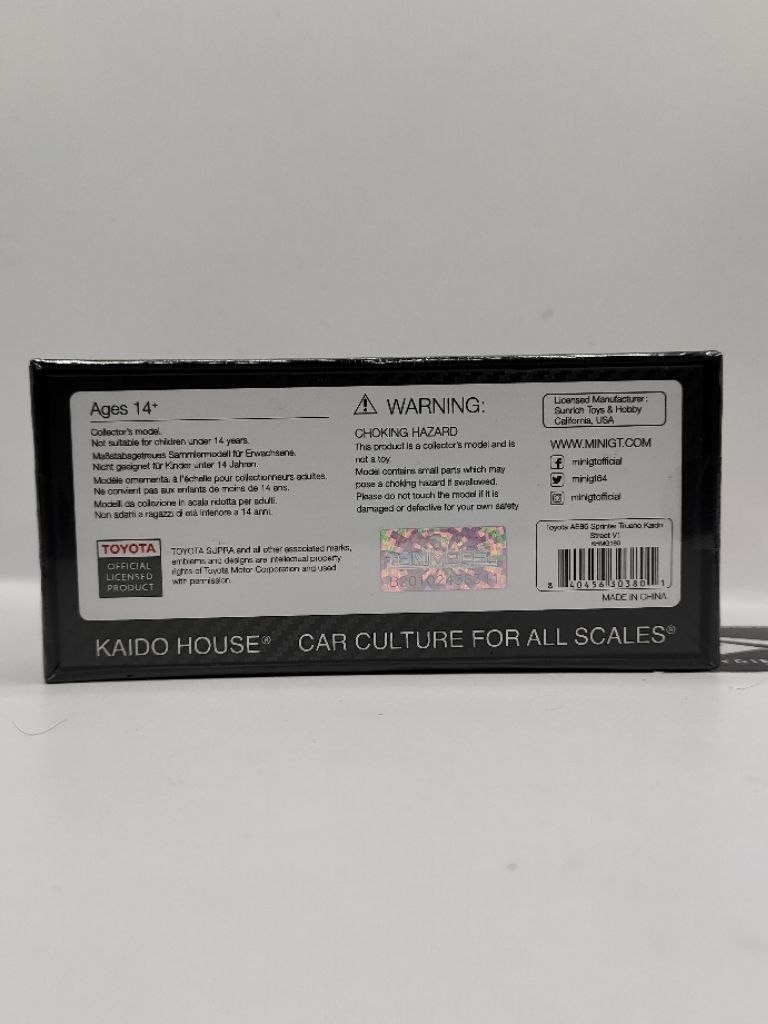 Ages 14+
Collector's model.
Not suitable for children under 14 years.
Maßstabsgetreues Sammlermodell für Erwachsene.
Nicht geeignet für Kinder unter 14 Jahren.
Modèle ornementa: à l'échelle pour collectionneurs adultes.
Ne convient pas aux enfants de moins de 14 ans.
Modelli da collezione in scala ridotta per adulti.
Non adatti a ragazzi di età inferiore a 14 anni.
TOYOTA
OFFICIAL
LICENSED
PRODUCT
TOYOTA SUPRA and all other associated marks,
emblems and designs are intellectual property
rights of Toyota Motor Corporation and used
with permission.
WARNING:
CHOKING HAZARD
This product is a collector's model and is
not a toy.
Model contains small parts which may
pose a choking hazard if swallowed.
Please do not touch the model if it is
damaged or defective for your own safety
Licensed Manufacturer:
Sunrich Toys & Hobby
California, USA
WWW.MINIGT.COM
minigtofficial
minigt64
minigtofficial
Toyota AE86 Sprinter Trueno Kaido
Street V1
KHMG180
8 40456 50380 1
MADE IN CHINA
KAIDO HOUSE® CAR CULTURE FOR ALL SCALES®